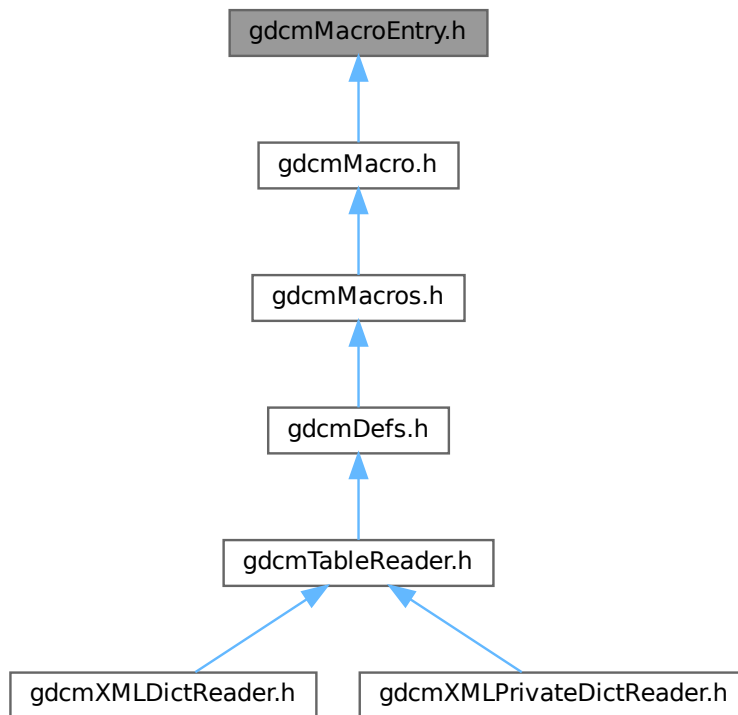 gdcmMacroEntry.h
gdcmMacro.h
gdcmMacros.h
gdcmDefs.h
gdcmTableReader.h
gdcmXMLDictReader.h
gdcmXMLPrivateDictReader.h